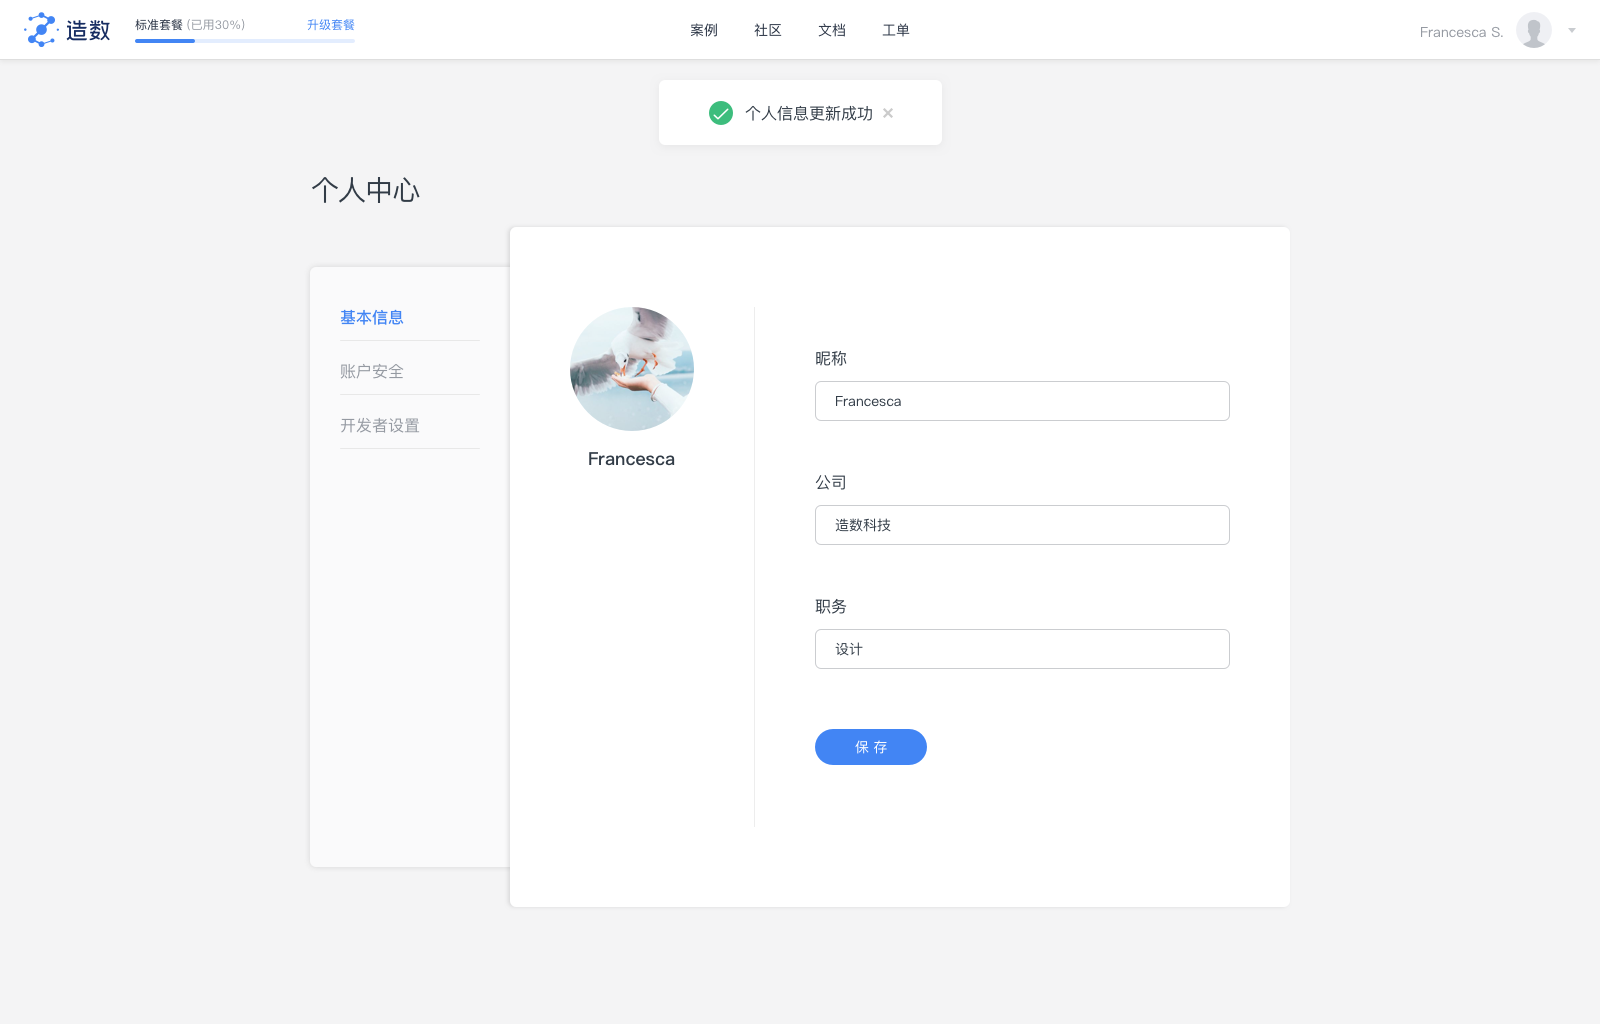 造数
标准套餐 (已用30%) 升级套餐
案例 社区 文档 工单
Francesca S.
个人信息更新成功
个人中心
基本信息
账户安全
开发者设置
Francesca
昵称
Francesca
公司
造数科技
职务
设计
保 存